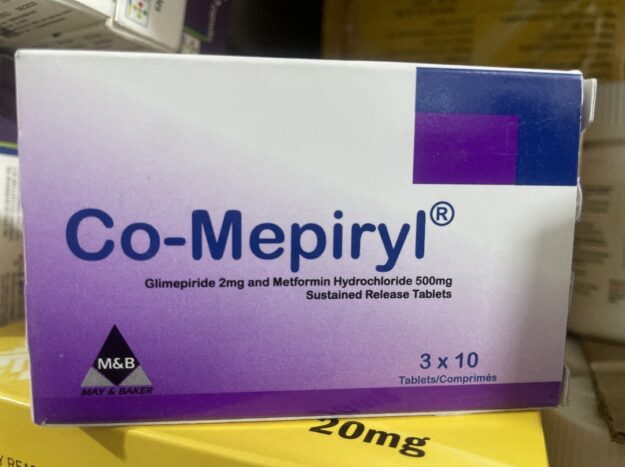 Co-Mepiryl®
Glimepiride 2mg and Metformin Hydrochloride 500mg
Sustained Release Tablets
M&B
MAY & BAKER
3 x 10
Tablets/Comprimés
20mg